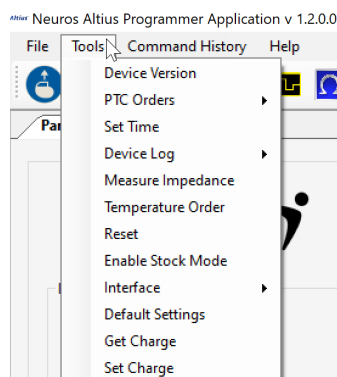 Altius Neuros Altius Programmer Application v 1.2.0.0
File Tools Command History Help
Device Version
PTC Orders
Set Time
Device Log
Measure Impedance
Temperature Order
Reset
Enable Stock Mode
Interface
Default Settings
Get Charge
Set Charge